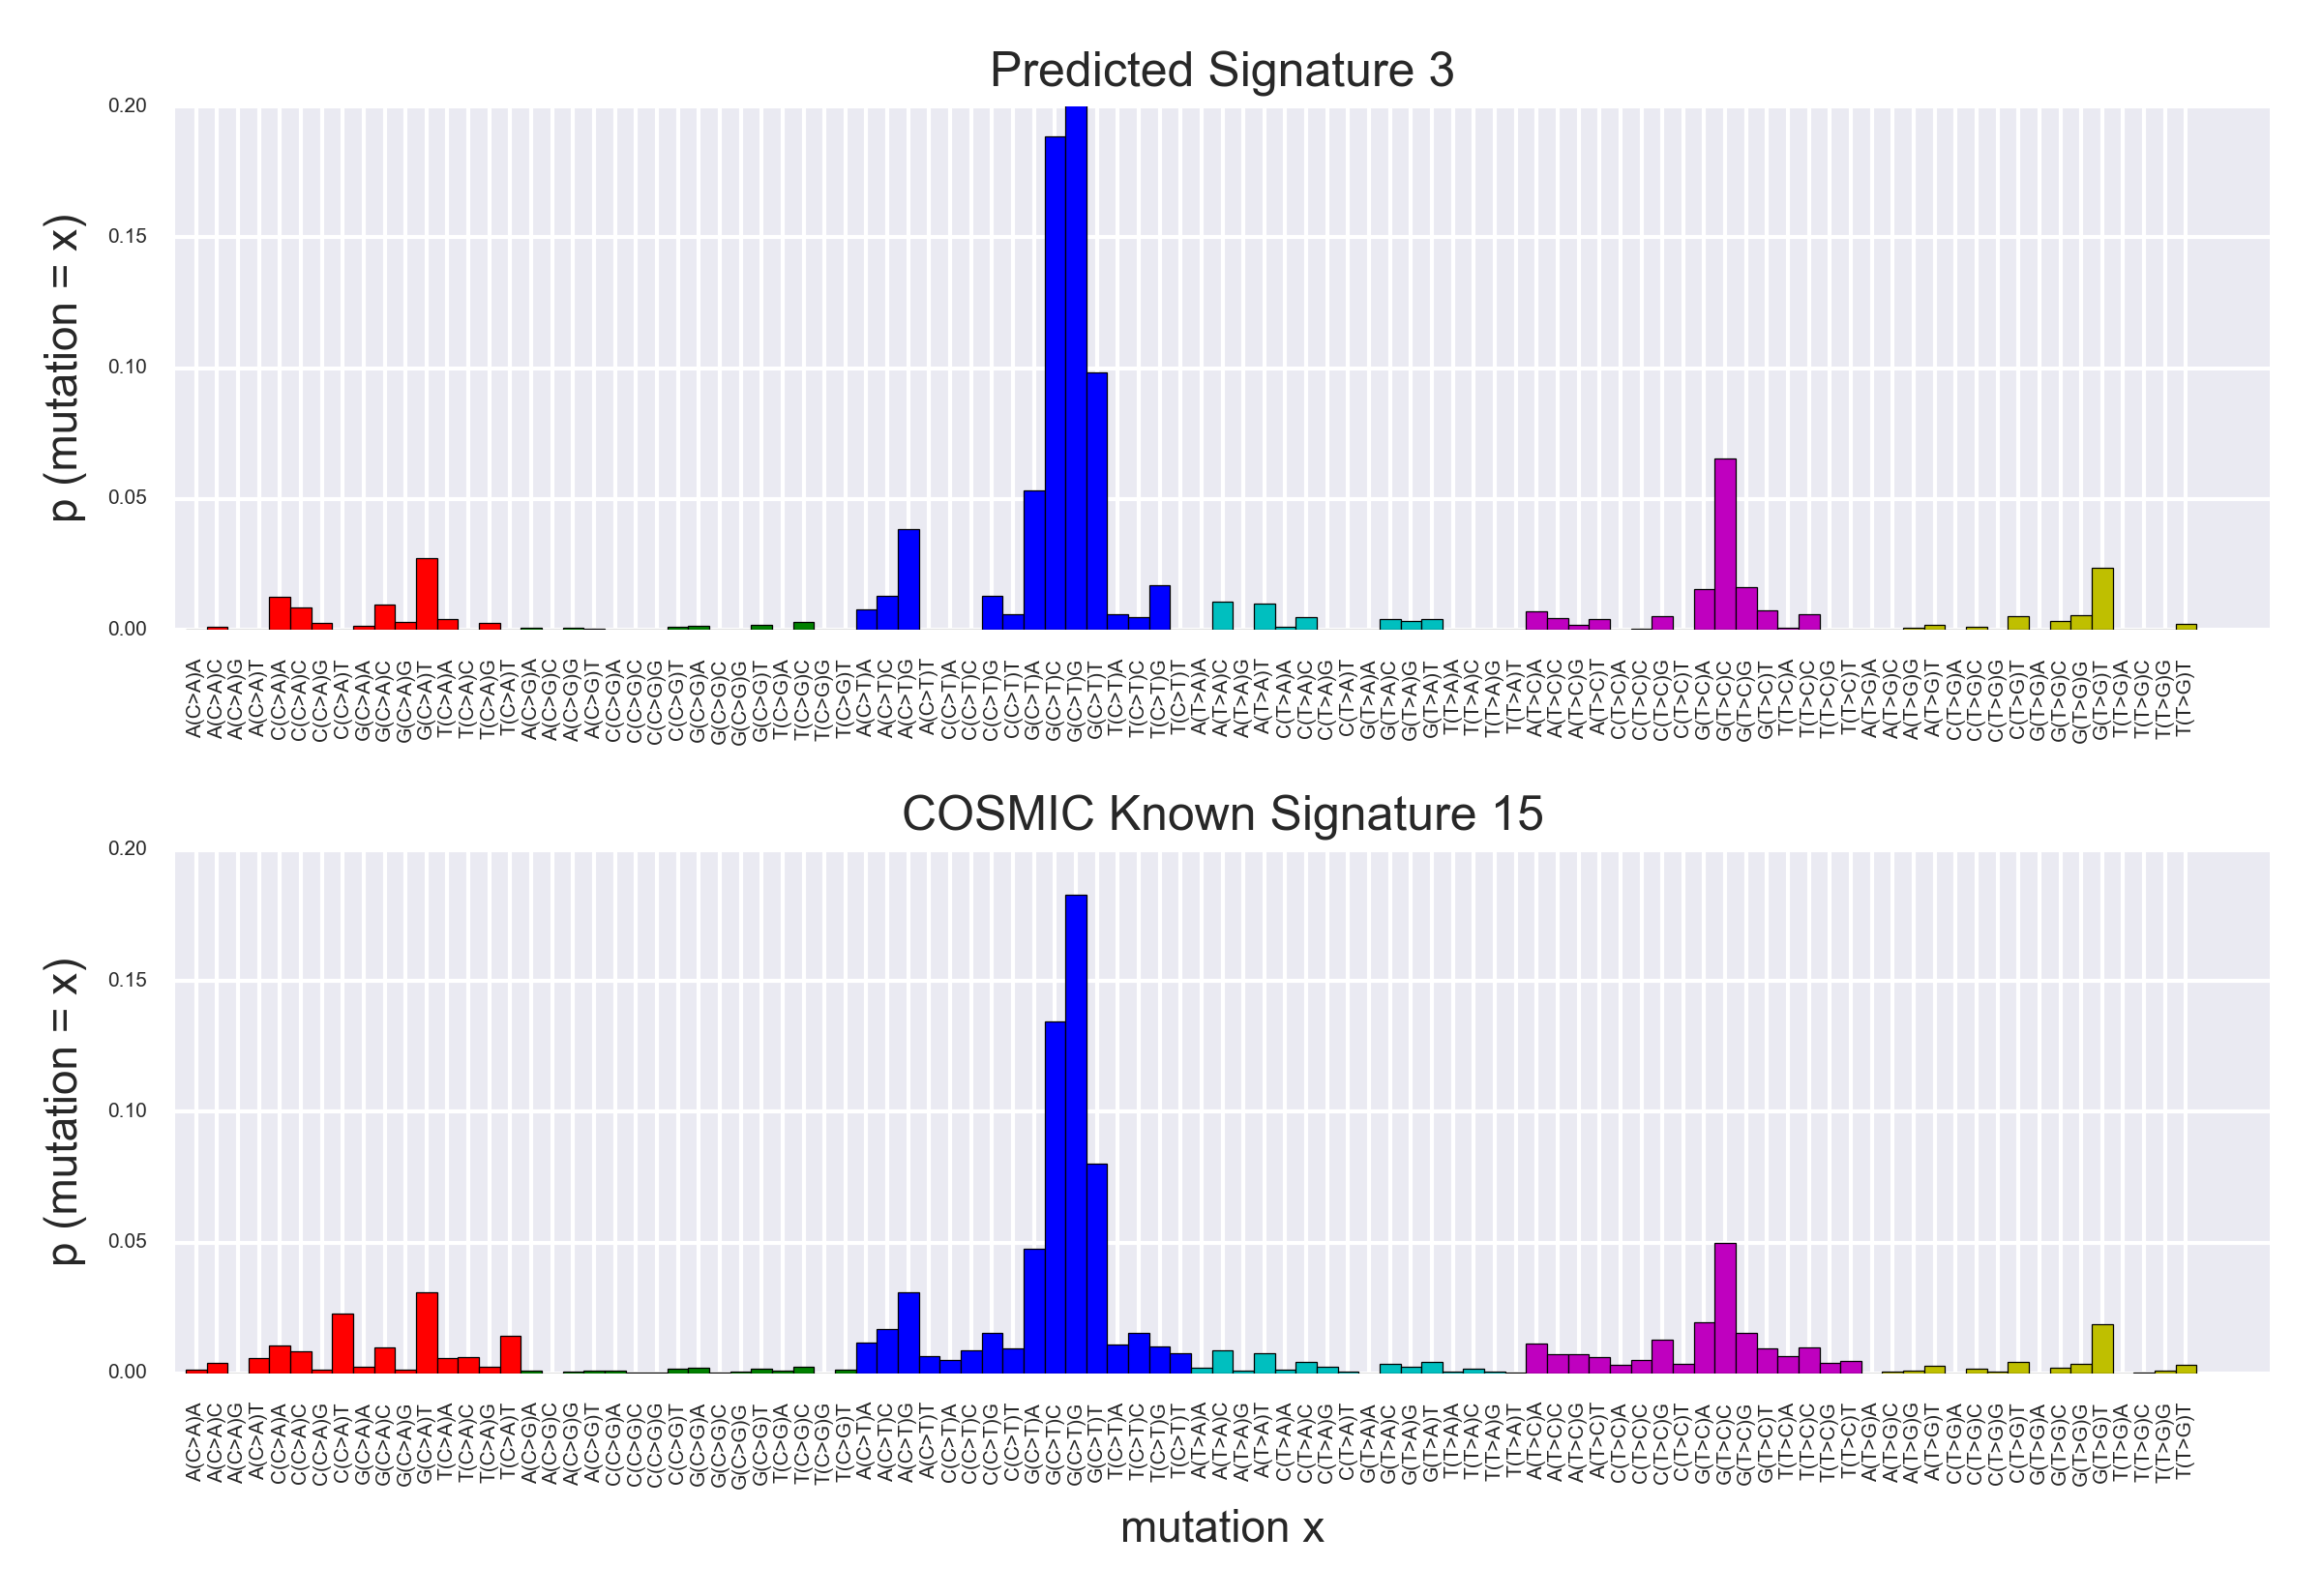 Predicted Signature 3
p (mutation = x)
0.20
0.15
0.10
0.05
0.00
A(C>A)A A(C>A)C A(C>A)G A(C>A)T C(C>A)A C(C>A)C C(C>A)G C(C>A)T G(C>A)A G(C>A)C G(C>A)G G(C>A)T T(C>A)A T(C>A)C T(C>A)G T(C>A)T A(C>G)A A(C>G)C A(C>G)G A(C>G)T C(C>G)A C(C>G)C C(C>G)G C(C>G)T G(C>G)A G(C>G)C G(C>G)G G(C>G)T T(C>G)A T(C>G)C T(C>G)G T(C>G)T A(C>T)A A(C>T)C A(C>T)G A(C>T)T C(C>T)A C(C>T)C C(C>T)G C(C>T)T G(C>T)A G(C>T)C G(C>T)G G(C>T)T T(C>T)A T(C>T)C T(C>T)G T(C>T)T A(T>A)A A(T>A)C A(T>A)G A(T>A)T C(T>A)A C(T>A)C C(T>A)G C(T>A)T G(T>A)A G(T>A)C G(T>A)G G(T>A)T T(T>A)A T(T>A)C T(T>A)G T(T>A)T A(T>C)A A(T>C)C A(T>C)G A(T>C)T C(T>C)A C(T>C)C C(T>C)G C(T>C)T G(T>C)A G(T>C)C G(T>C)G G(T>C)T T(T>C)A T(T>C)C T(T>C)G T(T>C)T A(T>G)A A(T>G)C A(T>G)G A(T>G)T C(T>G)A C(T>G)C C(T>G)G C(T>G)T G(T>G)A G(T>G)C G(T>G)G G(T>G)T T(T>G)A T(T>G)C T(T>G)G T(T>G)T
COSMIC Known Signature 15
p (mutation = x)
0.20
0.15
0.10
0.05
0.00
A(C>A)A A(C>A)C A(C>A)G A(C>A)T C(C>A)A C(C>A)C C(C>A)G C(C>A)T G(C>A)A G(C>A)C G(C>A)G G(C>A)T T(C>A)A T(C>A)C T(C>A)G T(C>A)T A(C>G)A A(C>G)C A(C>G)G A(C>G)T C(C>G)A C(C>G)C C(C>G)G C(C>G)T G(C>G)A G(C>G)C G(C>G)G G(C>G)T T(C>G)A T(C>G)C T(C>G)G T(C>G)T A(C>T)A A(C>T)C A(C>T)G A(C>T)T C(C>T)A C(C>T)C C(C>T)G C(C>T)T G(C>T)A G(C>T)C G(C>T)G G(C>T)T T(C>T)A T(C>T)C T(C>T)G T(C>T)T A(T>A)A A(T>A)C A(T>A)G A(T>A)T C(T>A)A C(T>A)C C(T>A)G C(T>A)T G(T>A)A G(T>A)C G(T>A)G G(T>A)T T(T>A)A T(T>A)C T(T>A)G T(T>A)T A(T>C)A A(T>C)C A(T>C)G A(T>C)T C(T>C)A C(T>C)C C(T>C)G C(T>C)T G(T>C)A G(T>C)C G(T>C)G G(T>C)T T(T>C)A T(T>C)C T(T>C)G T(T>C)T A(T>G)A A(T>G)C A(T>G)G A(T>G)T C(T>G)A C(T>G)C C(T>G)G C(T>G)T G(T>G)A G(T>G)C G(T>G)G G(T>G)T T(T>G)A T(T>G)C T(T>G)G T(T>G)T
mutation x